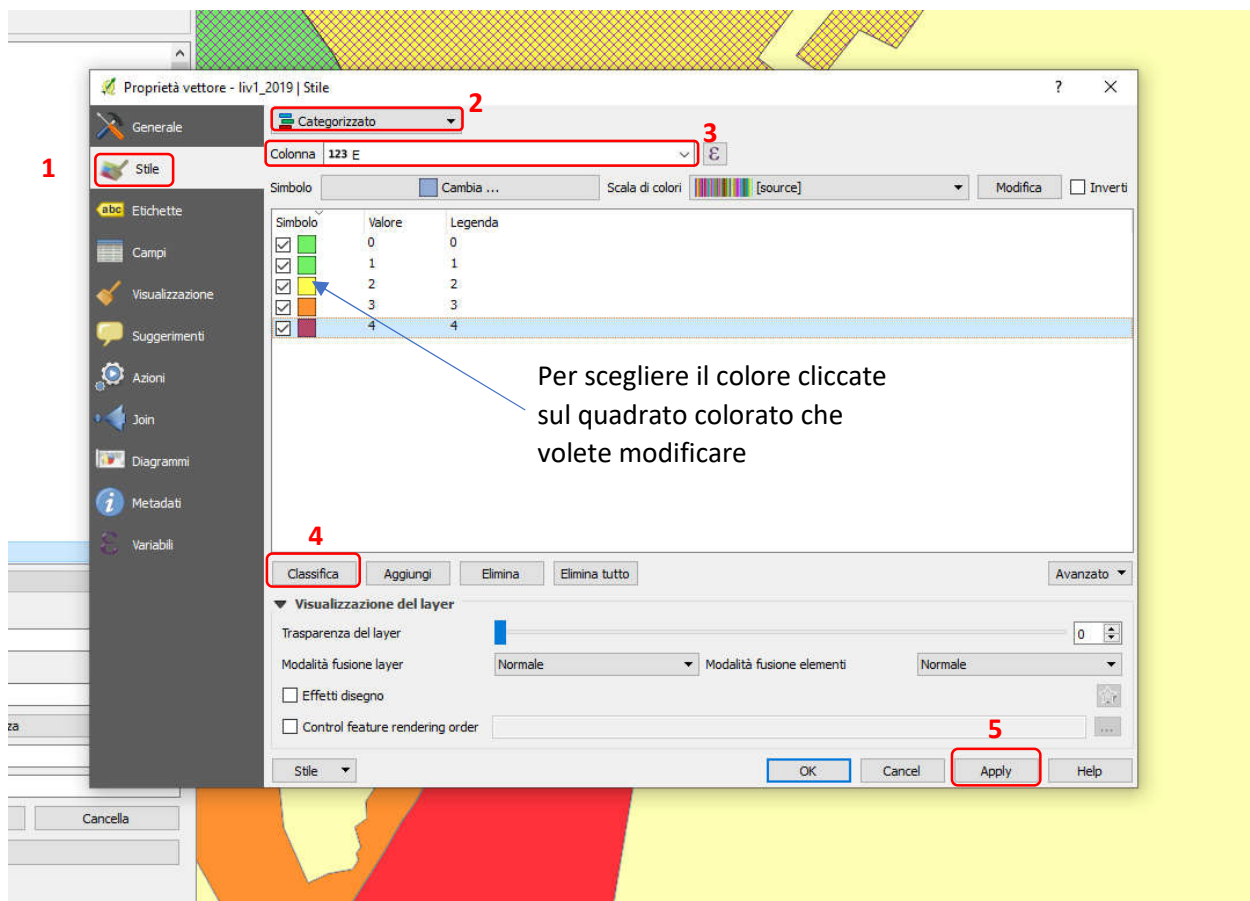 Proprietà vettore - liv1_2019 | Stile
?
2
Generale
Categorizzato
3
Colonna 123 E
ε
1
Stile
Simbolo Cambia ... Scala di colori [source] Modifica Inverti
abc Etichette
Simbolo Valore Legenda
0 0
Campi
1 1
2 2
Visualizzazione
3 3
4 4
Suggerimenti
Azioni
Join
Diagrammi
Metadati
Variabili
Per scegliere il colore cliccate
sul quadrato colorato che
volete modificare
4
Classifica Aggiungi Elimina Elimina tutto Avanzato
Visualizzazione del layer
Trasparenza del layer 0
Modalità fusione layer Normale Modalità fusione elementi Normale
Effetti disegno
za
Control feature rendering order ...
5
Stile OK Cancel Apply Help
Cancella